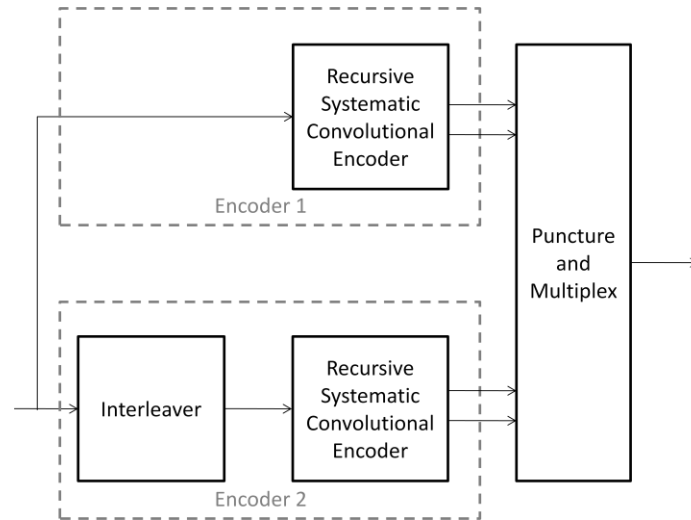 Recursive
Systematic
Convolutional
Encoder
Encoder 1
Puncture
and
Multiplex
Interleaver
Recursive
Systematic
Convolutional
Encoder
Encoder 2